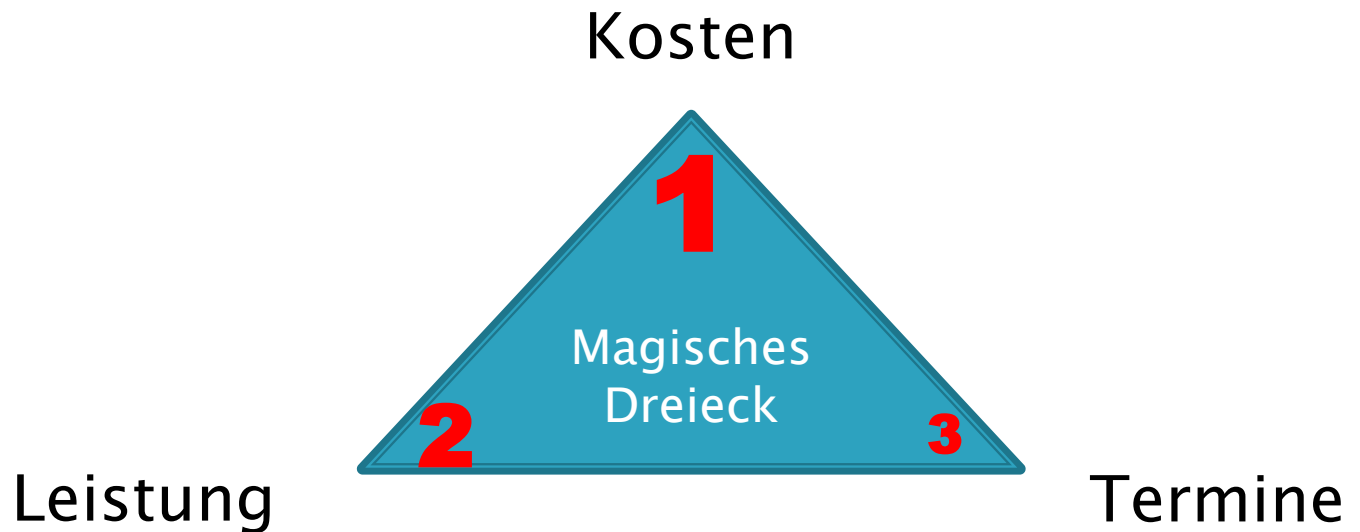 Kosten
1
Magisches
Dreieck
2
3
Leistung
Termine